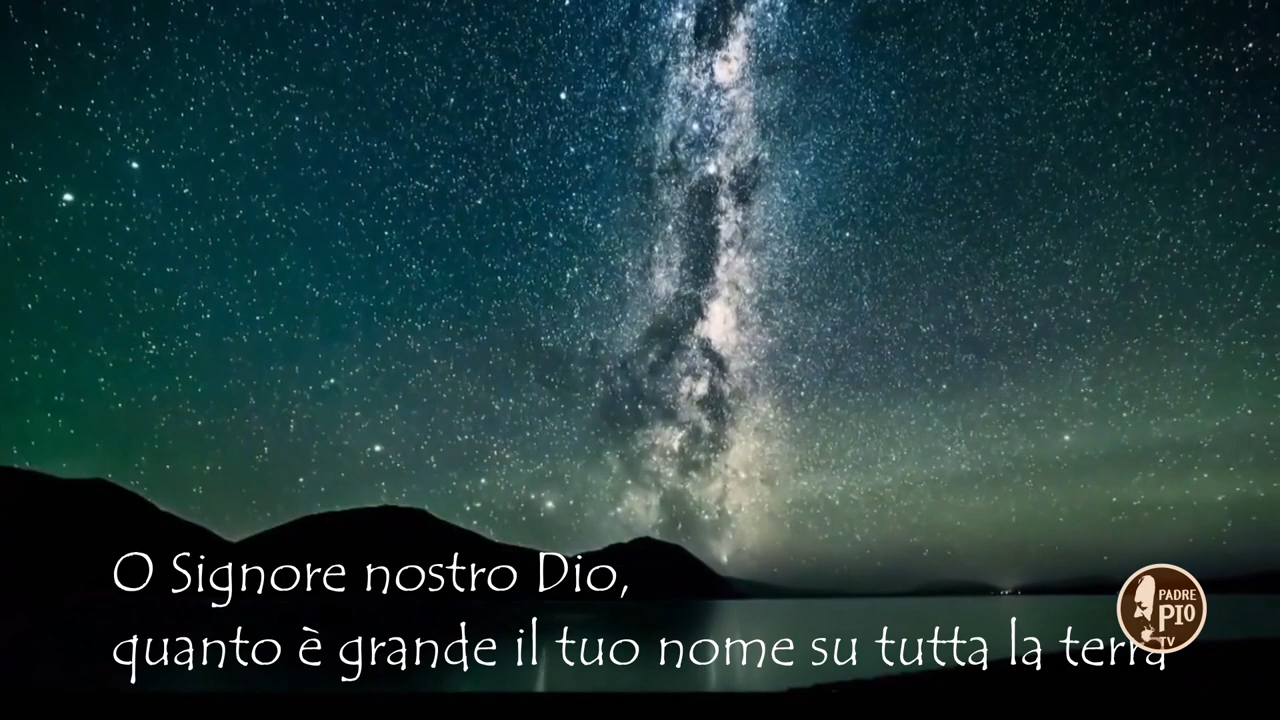 O Signore nostro Dio,
quanto è grande il tuo nome su tutta la terra
PADRE
PIO
TV